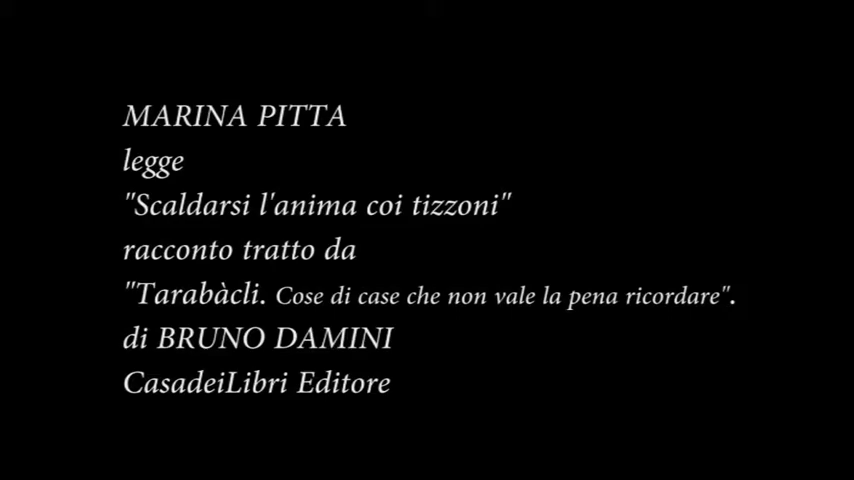 MARINA PITTA
legge
"Scaldarsi l'anima coi tizzoni"
racconto tratto da
"Tarabàcli. Cose di case che non vale la pena ricordare".
di BRUNO DAMINI
CasadeiLibri Editore